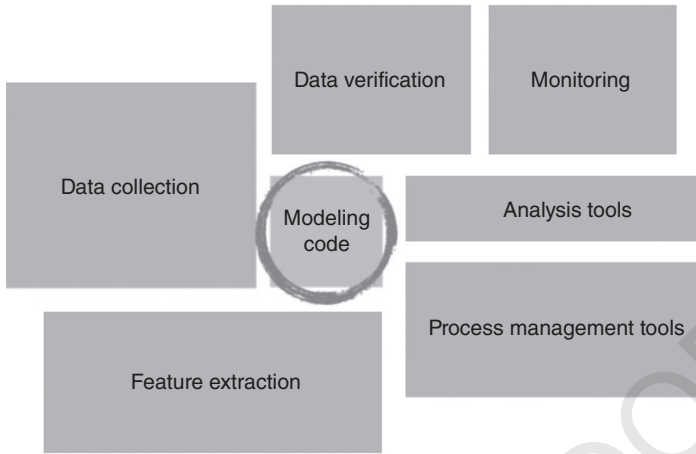 Data verification
Monitoring
Data collection
Modeling
code
Analysis tools
Process management tools
Feature extraction